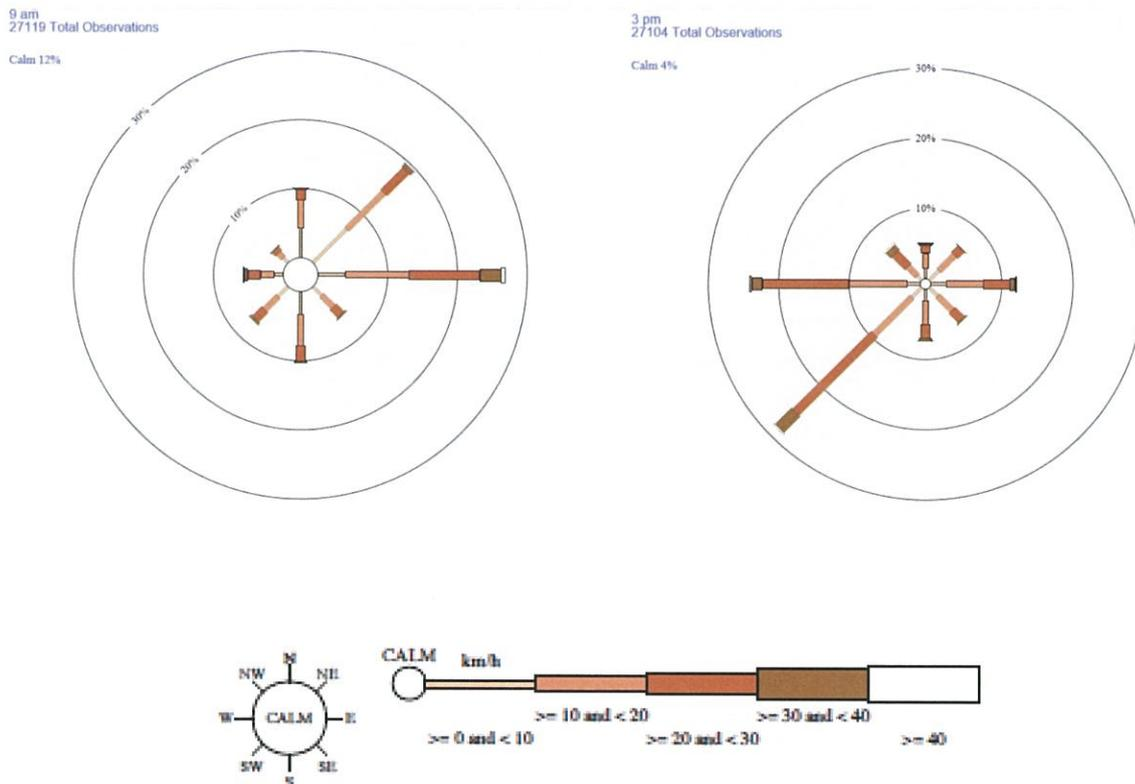 9 am
27119 Total Observations
Calm 12%
30%
20%
10%
3 pm
27104 Total Observations
Calm 4%
30%
20%
10%
N
NW
NE
W
CALM
E
SW
SE
S
CALM
km/h
>= 0 and < 10
>= 10 and < 20
>= 20 and < 30
>= 30 and < 40
>= 40